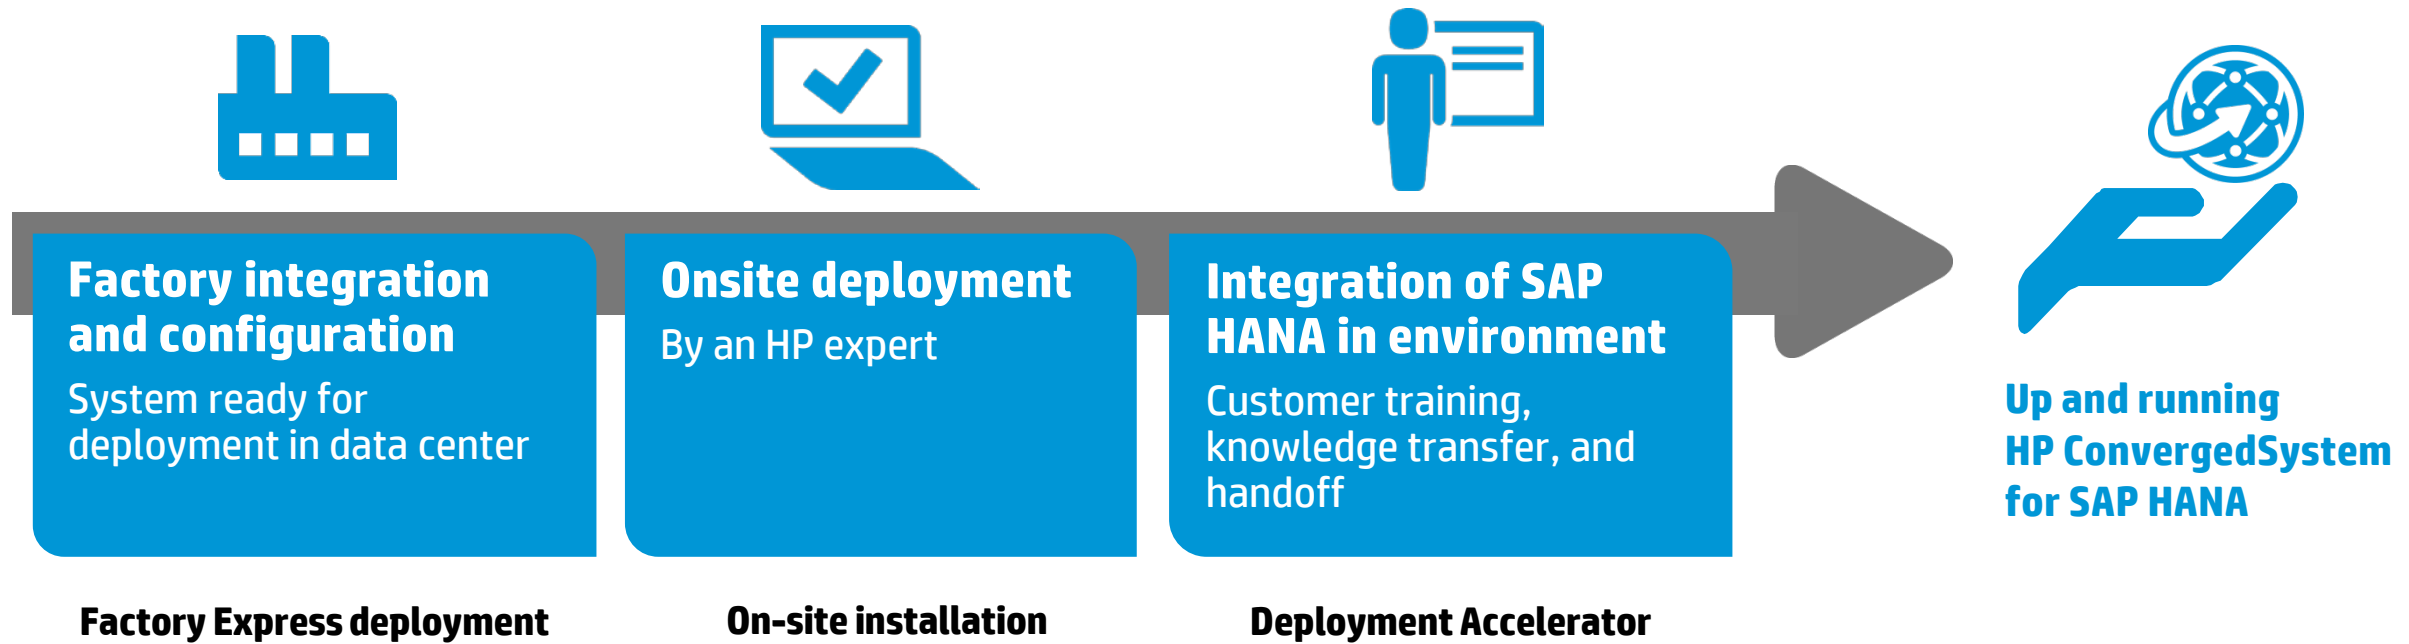 Factory integration
and configuration
System ready for
deployment in data center
Onsite deployment
By an HP expert
Integration of SAP
HANA in environment
Customer training,
knowledge transfer, and
handoff
Up and running
HP ConvergedSystem
for SAP HANA
Factory Express deployment
On-site installation
Deployment Accelerator